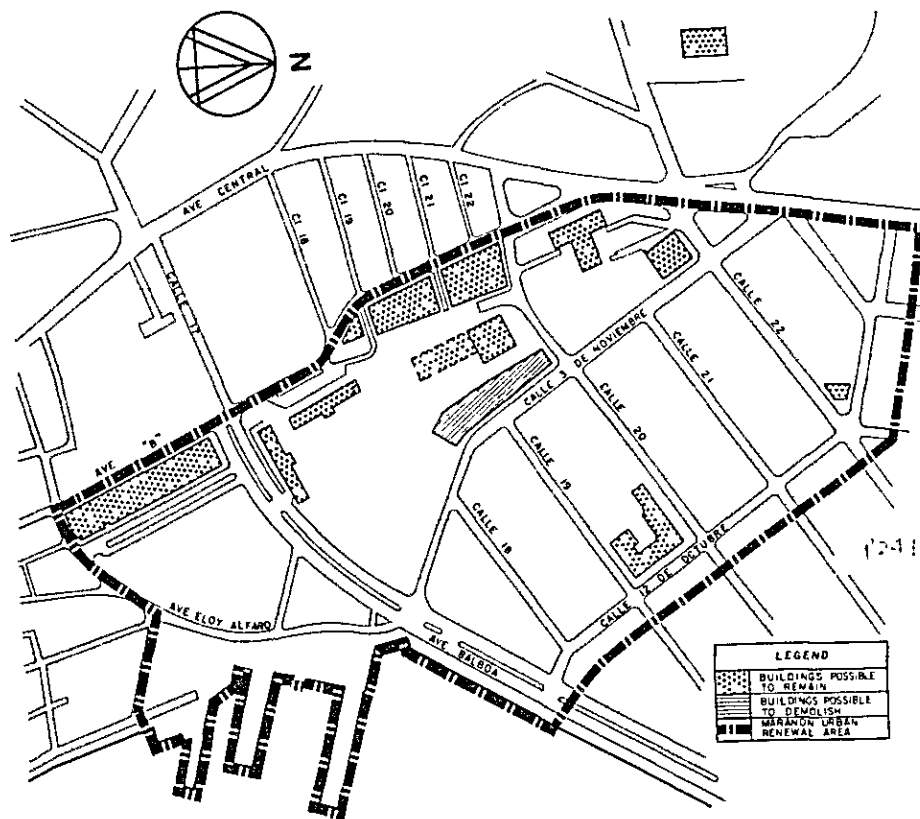 N
AVE CENTRAL
Cl 18
Cl 19
Cl 20
Cl 21
Cl 22
CALLE 17
AVE "B"
CALLE 3 DE NOVIEMBRE
CALLE 22
CALLE 21
CALLE 20
CALLE 19
CALLE 18
CALLE 12 DE OCTUBRE
AVE ELOY ALFARO
AVE BALBOA
LEGEND
BUILDINGS POSSIBLE
TO REMAIN
BUILDINGS POSSIBLE
TO DEMOLISH
MARAÑON URBAN
RENEWAL AREA